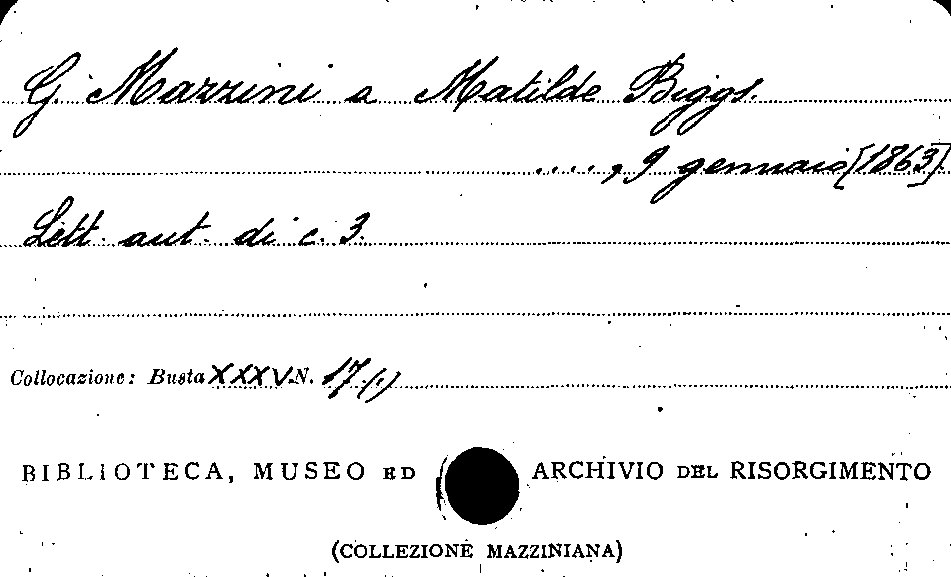 G. Mazzini a Matilde Biggs.
...., 9 gennaio [1863].
Lett. aut. di c. 3.
Collocazione: Busta XXXV N. 17 (1)
BIBLIOTECA, MUSEO ED ARCHIVIO DEL RISORGIMENTO
(COLLEZIONE MAZZINIANA)